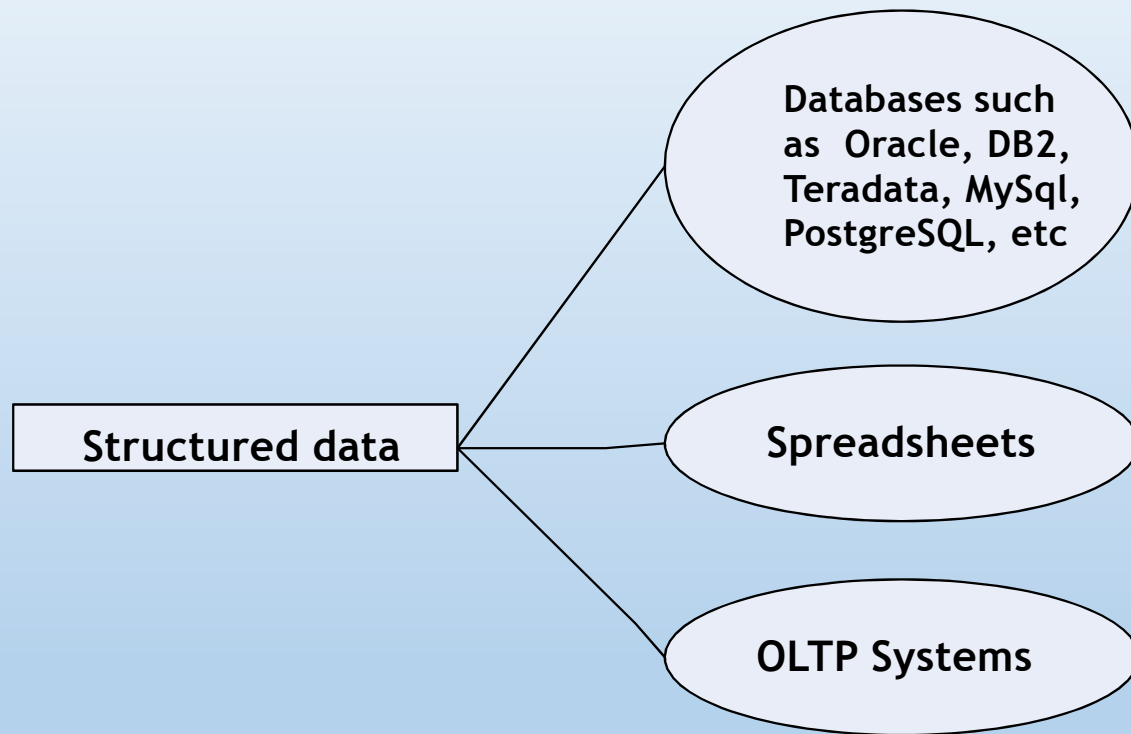 Databases such
as Oracle, DB2,
Teradata, MySql,
PostgreSQL, etc
Structured data
Spreadsheets
OLTP Systems